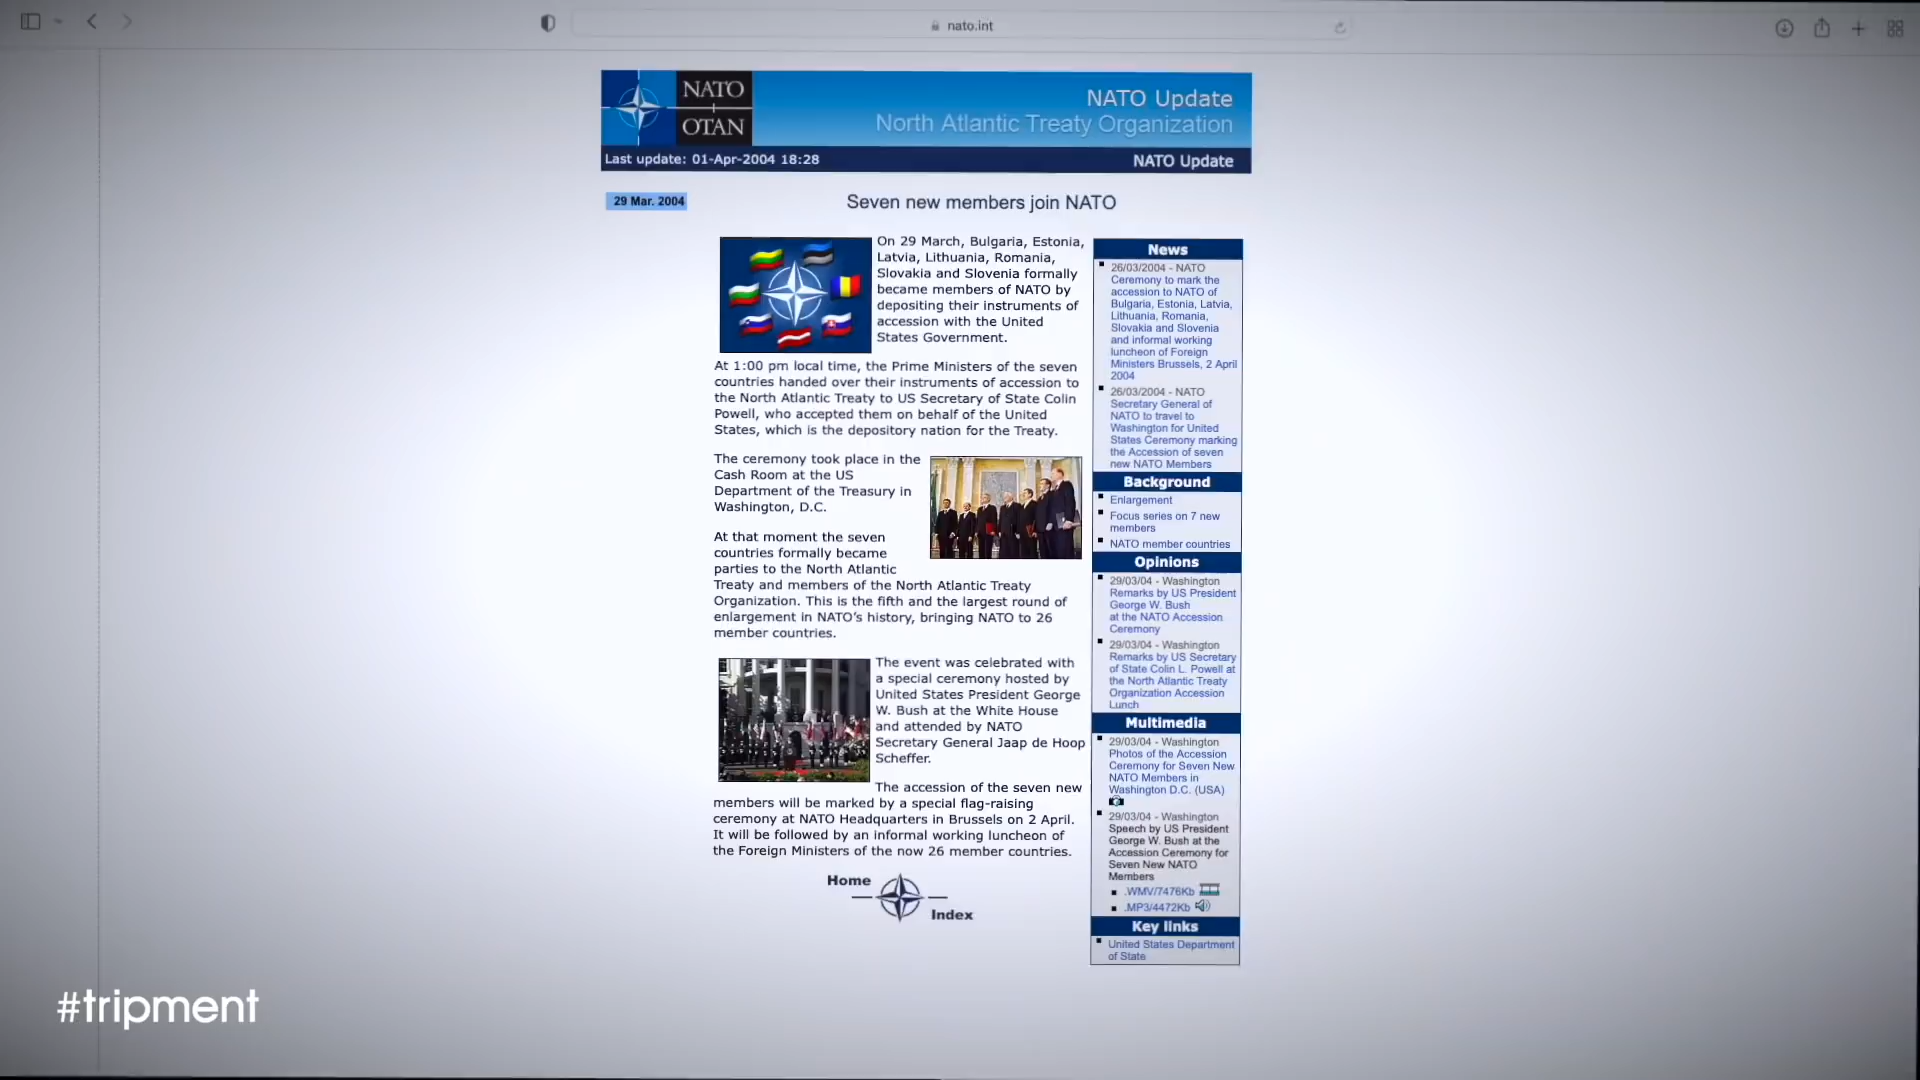 nato.int
NATO
OTAN
NATO Update
North Atlantic Treaty Organization
Last update: 01-Apr-2004 18:28
NATO Update
29 Mar. 2004
Seven new members join NATO
On 29 March, Bulgaria, Estonia,
Latvia, Lithuania, Romania,
Slovakia and Slovenia formally
became members of NATO by
depositing their instruments of
accession with the United
States Government.
At 1:00 pm local time, the Prime Ministers of the seven
countries handed over their instruments of accession to
the North Atlantic Treaty to US Secretary of State Colin
Powell, who accepted them on behalf of the United
States, which is the depository nation for the Treaty.
The ceremony took place in the
Cash Room at the US
Department of the Treasury in
Washington, D.C.
At that moment the seven
countries formally became
parties to the North Atlantic
Treaty and members of the North Atlantic Treaty
Organization. This is the fifth and the largest round of
enlargement in NATO's history, bringing NATO to 26
member countries.
The event was celebrated with
a special ceremony hosted by
United States President George
W. Bush at the White House
and attended by NATO
Secretary General Jaap de Hoop
Scheffer.
The accession of the seven new
members will be marked by a special flag-raising
ceremony at NATO Headquarters in Brussels on 2 April.
It will be followed by an informal working luncheon of
the Foreign Ministers of the now 26 member countries.
Home
Index
News
26/03/2004 - NATO
Ceremony to mark the
accession to NATO of
Bulgaria, Estonia, Latvia,
Lithuania, Romania,
Slovakia and Slovenia
and informal working
luncheon of Foreign
Ministers Brussels, 2 April
2004
26/03/2004 - NATO
Secretary General of
NATO to travel to
Washington for United
States Ceremony marking
the Accession of seven
new NATO Members
Background
Enlargement
Focus series on 7 new
members
NATO member countries
Opinions
29/03/04 - Washington
Remarks by US President
George W. Bush
at the NATO Accession
Ceremony
29/03/04 - Washington
Remarks by US Secretary
of State Colin L. Powell at
the North Atlantic Treaty
Organization Accession
Lunch
Multimedia
29/03/04 - Washington
Photos of the Accession
Ceremony for Seven New
NATO Members in
Washington D.C. (USA)
29/03/04 - Washington
Speech by US President
George W. Bush at the
Accession Ceremony for
Seven New NATO
Members
.WMV/7476Kb
.MP3/4472Kb
Key links
United States Department
of State
#tripment